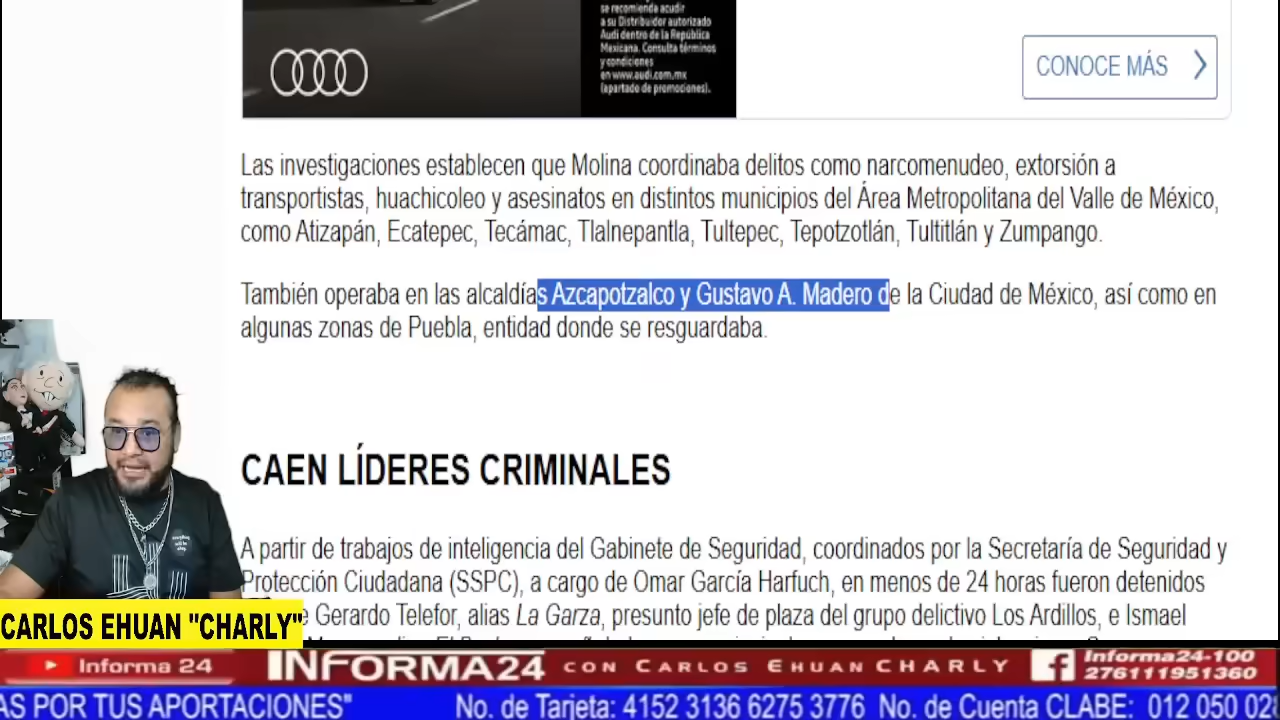 se recomienda acudir
a su Distribuidor autorizado
Audi dentro de la República
Mexicana. Consulta términos
y condiciones
en www.audi.com.mx
(apartado de promociones).
CONOCE MÁS
Las investigaciones establecen que Molina coordinaba delitos como narcomenudeo, extorsión a
transportistas, huachicoleo y asesinatos en distintos municipios del Área Metropolitana del Valle de México,
como Atizapán, Ecatepec, Tecámac, Tlalnepantla, Tultepec, Tepotzotlán, Tultitlán y Zumpango.
También operaba en las alcaldías Azcapotzalco y Gustavo A. Madero de la Ciudad de México, así como en
algunas zonas de Puebla, entidad donde se resguardaba.
CAEN LÍDERES CRIMINALES
A partir de trabajos de inteligencia del Gabinete de Seguridad, coordinados por la Secretaría de Seguridad y
Protección Ciudadana (SSPC), a cargo de Omar García Harfuch, en menos de 24 horas fueron detenidos
Gerardo Telefor, alias La Garza, presunto jefe de plaza del grupo delictivo Los Ardillos, e Ismael
CARLOS EHUAN "CHARLY"
Informa 24
INFORMA24 CON CARLOS EHUAN CHARLY
Informa24-100
276111951360
AS POR TUS APORTACIONES" No. de Tarjeta: 4152 3136 6275 3776 No. de Cuenta CLABE: 012 050 02